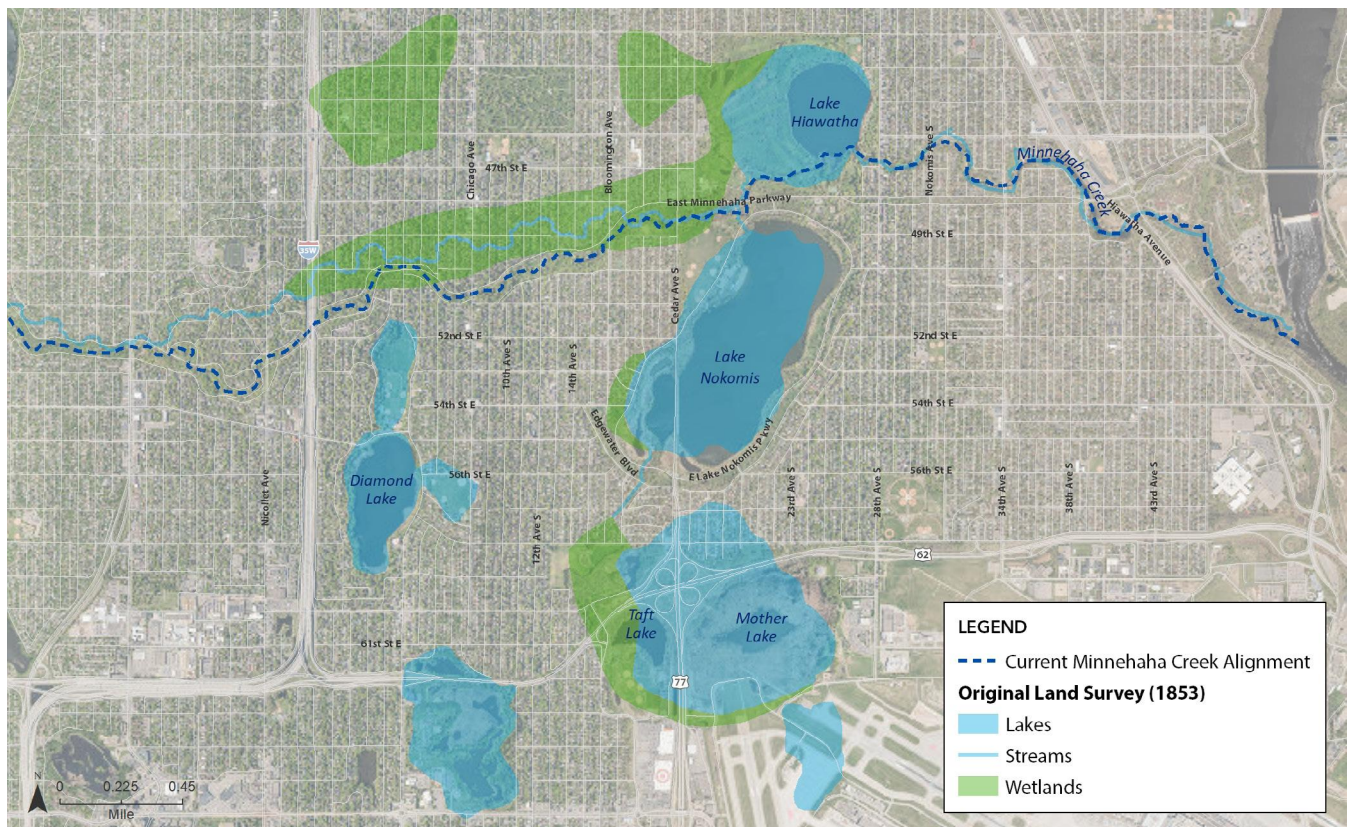 Lake
Hiawatha
Chicago Ave
Bloomington Ave
47th St E
Nokomis Ave S
Minnehaha Creek
East Minnehaha Parkway
Hiawatha Avenue
49th St E
35W
Cedar Ave S
52nd St E
52nd St E
10th Ave S
14th Ave S
Lake
Nokomis
54th St E
54th St E
Edgewater Blvd
E Lake Nokomis Pkwy
Nicollet Ave
Diamond
Lake
56th St E
56th St E
23rd Ave S
28th Ave S
34th Ave S
38th Ave S
43rd Ave S
12th Ave S
62
Taft
Lake
Mother
Lake
61st St E
77
LEGEND
Current Minnehaha Creek Alignment
Original Land Survey (1853)
Lakes
Streams
Wetlands
N
0 0.225 0.45
Mile